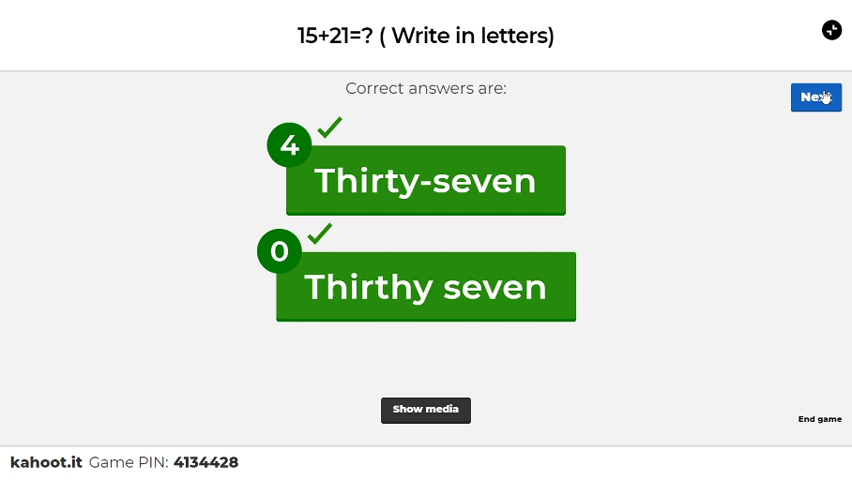 15+21=? ( Write in letters)
Correct answers are:
4
Thirty-seven
0
Thirthy seven
Show media
End game
kahoot.it Game PIN: 4134428